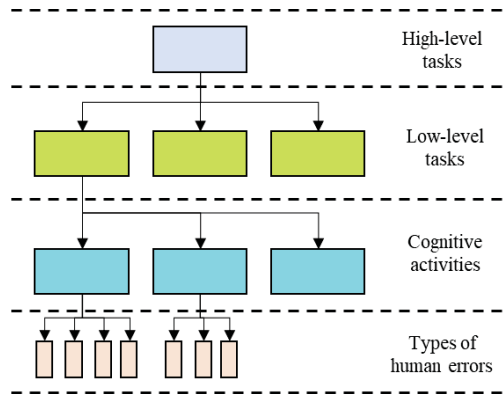 High-level
tasks
Low-level
tasks
Cognitive
activities
Types of
human errors